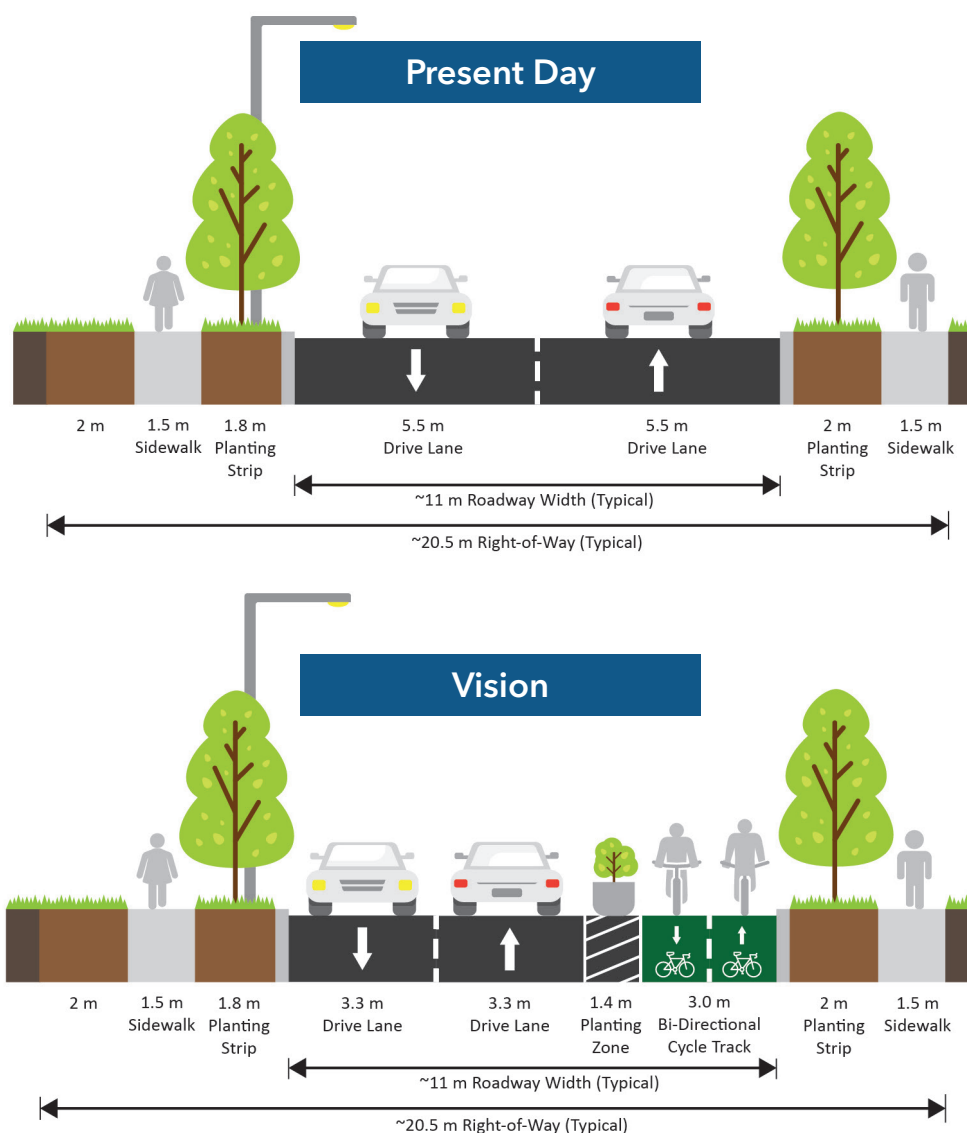 Present Day
2 m
1.5 m
Sidewalk
1.8 m
Planting
Strip
5.5 m
Drive Lane
5.5 m
Drive Lane
2 m
Planting
Strip
1.5 m
Sidewalk
~11 m Roadway Width (Typical)
~20.5 m Right-of-Way (Typical)
Vision
2 m
1.5 m
Sidewalk
1.8 m
Planting
Strip
3.3 m
Drive Lane
3.3 m
Drive Lane
1.4 m
Planting
Zone
3.0 m
Bi-Directional
Cycle Track
2 m
Planting
Strip
1.5 m
Sidewalk
~11 m Roadway Width (Typical)
~20.5 m Right-of-Way (Typical)